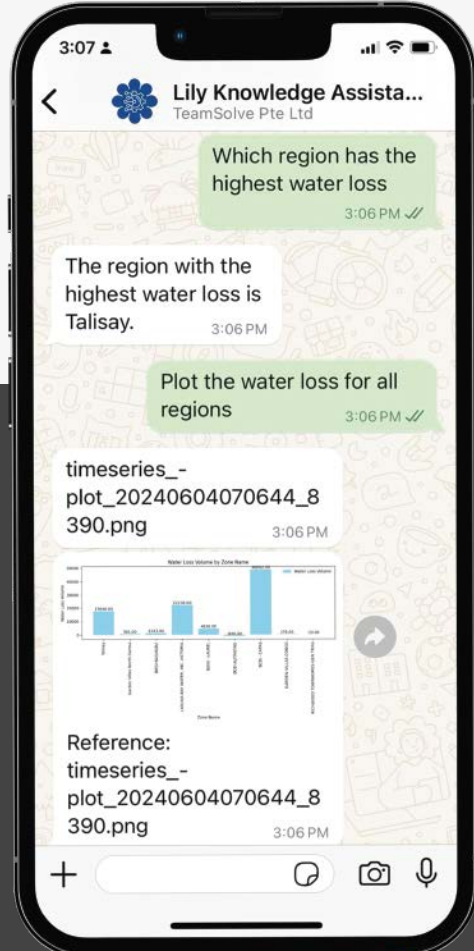 3:07
Lily Knowledge Assista...
TeamSolve Pte Ltd
Which region has the
highest water loss
3:06 PM
The region with the
highest water loss is
Talisay.
3:06 PM
Plot the water loss for all
regions
3:06 PM
timeseries_-
plot_20240604070644_8
390.png
3:06 PM
Water Loss Volume by Zone Name
Water Loss Volume
Zone Name
Reference:
timeseries_-
plot_20240604070644_8
390.png
3:06 PM